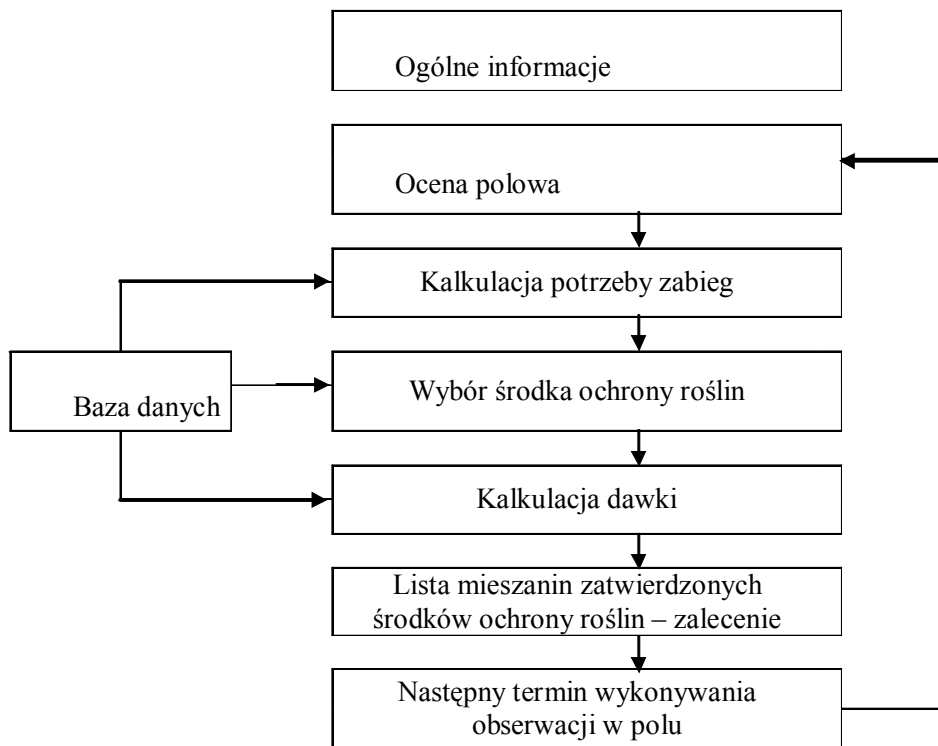 Ogólne informacje
Ocena polowa
Kalkulacja potrzeby zabieg
Wybór środka ochrony roślin
Baza danych
Kalkulacja dawki
Lista mieszanin zatwierdzonych
środków ochrony roślin – zalecenie
Następny termin wykonywania
obserwacji w polu